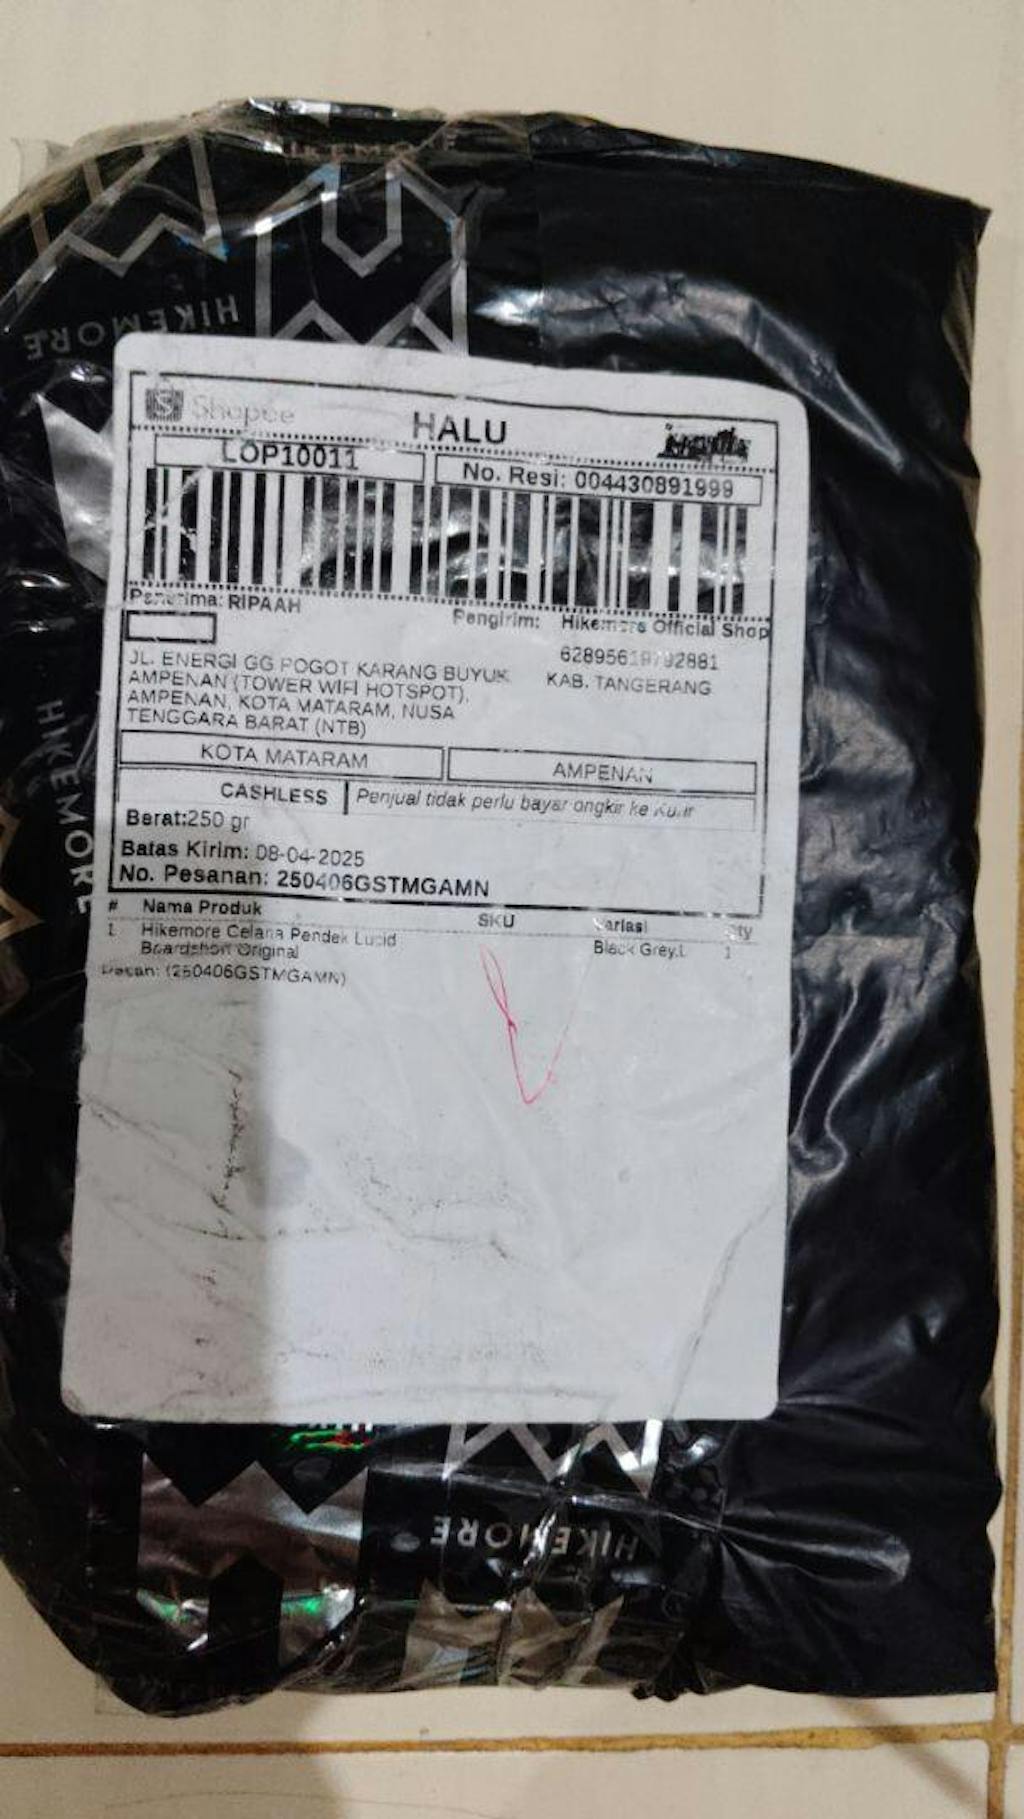 HIKEMORE
HIKEMORE
Shopee
HALU
LOP10011
No. Resi: 004430891999
Penerima: RIPAAH
Pengirim: Hikemore Official Shop
KAB. TANGERANG
JL. ENERGI GG POGOT KARANG BUYUK
AMPENAN (TOWER WIFI HOTSPOT),
AMPENAN, KOTA MATARAM, NUSA
TENGGARA BARAT (NTB)
KOTA MATARAM
AMPENAN
CASHLESS
Penjual tidak perlu bayar ongkir ke Kurir
Berat:250 gr
Batas Kirim: 08-04-2025
No. Pesanan: 250406GSTMGAMN
# Nama Produk SKU Variasi Qty
1 Hikemore Celana Pendek Lucid Black Grey,L 1
Boardshort Original
Pesan: (250406GSTMGAMN)
HIKEMORE
HIKEMORE